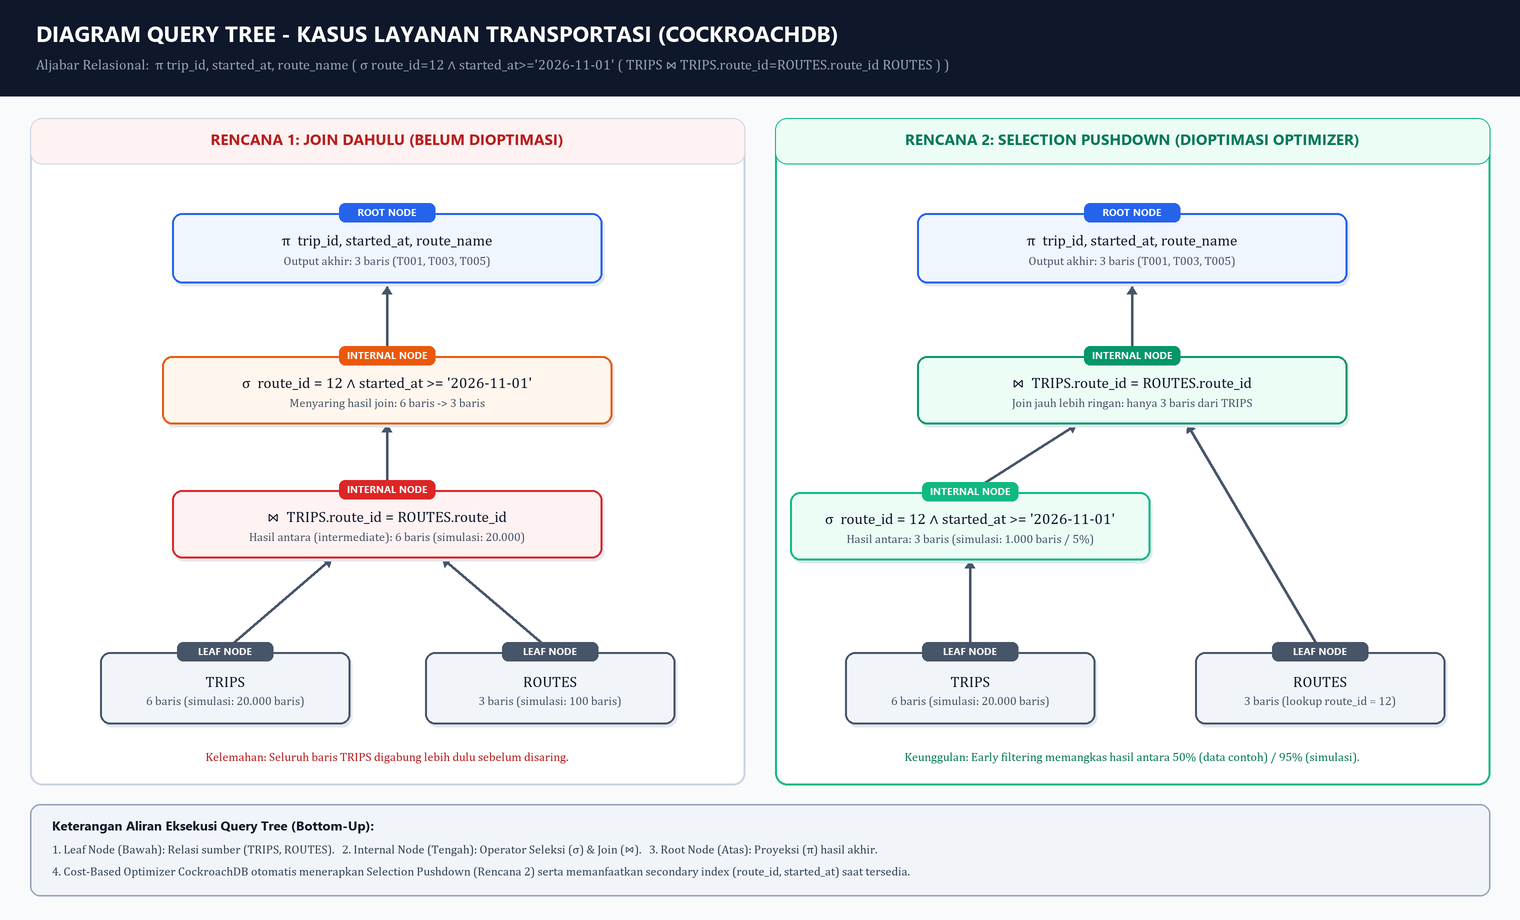 DIAGRAM QUERY TREE - KASUS LAYANAN TRANSPORTASI (COCKROACHDB)
Aljabar Relasional: π trip_id, started_at, route_name ( σ route_id=12 ∧ started_at>='2026-11-01' ( TRIPS ⋈ TRIPS.route_id=ROUTES.route_id ROUTES ) )
RENCANA 1: JOIN DAHULU (BELUM DIOPTIMASI)
ROOT NODE
π trip_id, started_at, route_name
Output akhir: 3 baris (T001, T003, T005)
INTERNAL NODE
σ route_id = 12 ∧ started_at >= '2026-11-01'
Menyaring hasil join: 6 baris -> 3 baris
INTERNAL NODE
⋈ TRIPS.route_id = ROUTES.route_id
Hasil antara (intermediate): 6 baris (simulasi: 20.000)
LEAF NODE
TRIPS
6 baris (simulasi: 20.000 baris)
LEAF NODE
ROUTES
3 baris (simulasi: 100 baris)
Kelemahan: Seluruh baris TRIPS digabung lebih dulu sebelum disaring.
RENCANA 2: SELECTION PUSHDOWN (DIOPTIMASI OPTIMIZER)
ROOT NODE
π trip_id, started_at, route_name
Output akhir: 3 baris (T001, T003, T005)
INTERNAL NODE
⋈ TRIPS.route_id = ROUTES.route_id
Join jauh lebih ringan: hanya 3 baris dari TRIPS
INTERNAL NODE
σ route_id = 12 ∧ started_at >= '2026-11-01'
Hasil antara: 3 baris (simulasi: 1.000 baris / 5%)
LEAF NODE
TRIPS
6 baris (simulasi: 20.000 baris)
LEAF NODE
ROUTES
3 baris (lookup route_id = 12)
Keunggulan: Early filtering memangkas hasil antara 50% (data contoh) / 95% (simulasi).
Keterangan Aliran Eksekusi Query Tree (Bottom-Up):
1. Leaf Node (Bawah): Relasi sumber (TRIPS, ROUTES). 2. Internal Node (Tengah): Operator Seleksi (σ) & Join (⋈). 3. Root Node (Atas): Proyeksi (π) hasil akhir.
4. Cost-Based Optimizer CockroachDB otomatis menerapkan Selection Pushdown (Rencana 2) serta memanfaatkan secondary index (route_id, started_at) saat tersedia.